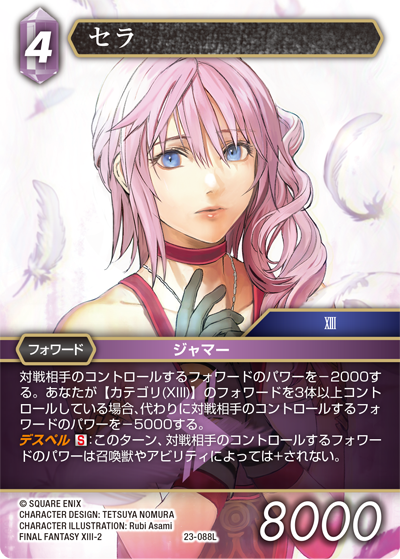 4
セラ
XIII
フォワード
ジャマー
対戦相手のコントロールするフォワードのパワーを－2000す
る。あなたが【カテゴリ(XIII)】のフォワードを3体以上コント
ロールしている場合、代わりに対戦相手のコントロールするフォ
ワードのパワーを－5000する。
デスペル S：このターン、対戦相手のコントロールするフォワー
ドのパワーは召喚獣やアビリティによっては+されない。
© SQUARE ENIX
CHARACTER DESIGN: TETSUYA NOMURA
CHARACTER ILLUSTRATION: Rubi Asami
FINAL FANTASY XIII-2
23-088L
8000